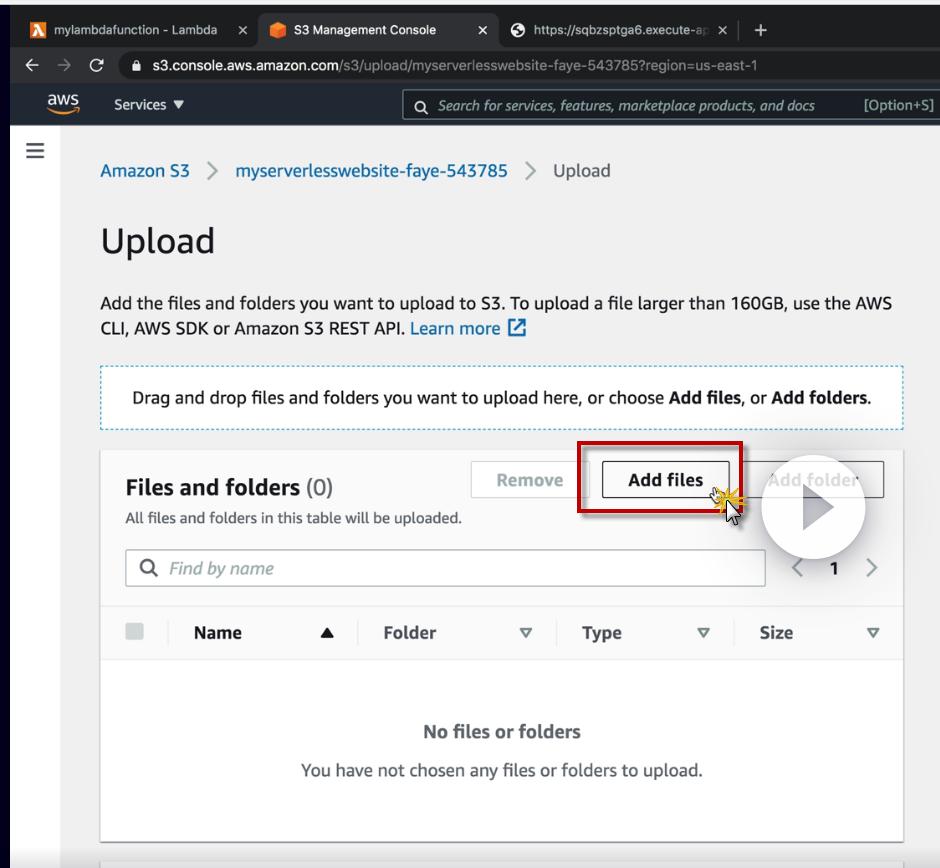 mylambdafunction - Lambda
S3 Management Console
https://sqbzsptga6.execute-ap
s3.console.aws.amazon.com/s3/upload/myserverlesswebsite-faye-543785?region=us-east-1
aws
Services
Search for services, features, marketplace products, and docs
[Option+S]
Amazon S3
myserverlesswebsite-faye-543785
Upload
Upload
Add the files and folders you want to upload to S3. To upload a file larger than 160GB, use the AWS
CLI, AWS SDK or Amazon S3 REST API. Learn more
Drag and drop files and folders you want to upload here, or choose Add files, or Add folders.
Files and folders (0)
Remove
Add files
Add folder
All files and folders in this table will be uploaded.
Find by name
1
Name
Folder
Type
Size
No files or folders
You have not chosen any files or folders to upload.